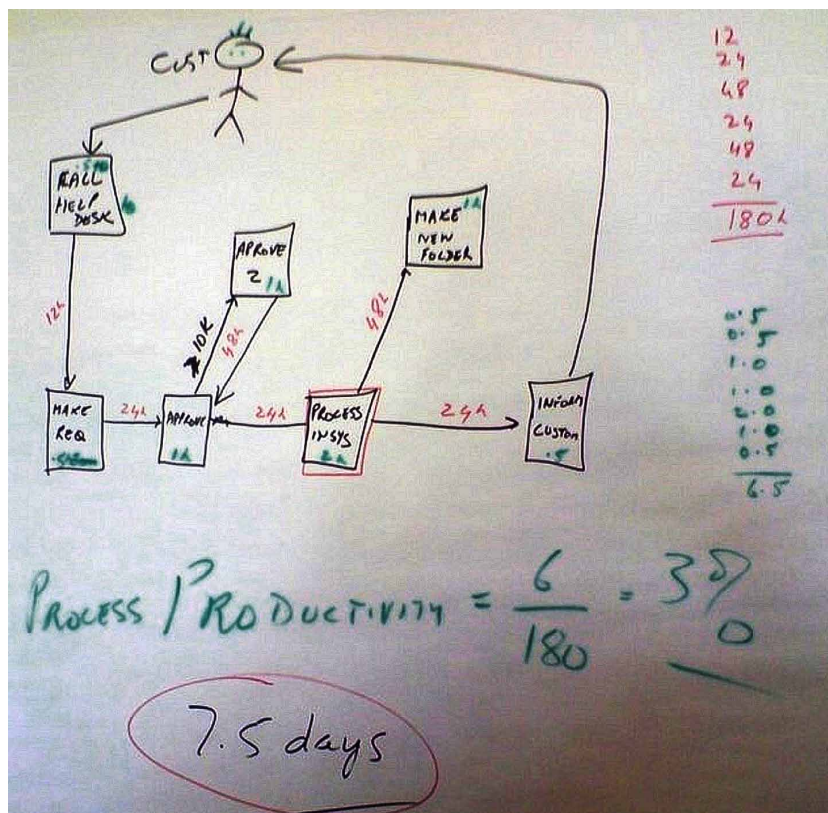 CUST
CALL
HELP
DESK
12h
MAKE
REQ
24h
APROVE
1h
>10K
48h
APROVE
2
1h
24h
PROCESS
IN SYS
2h
48h
MAKE 1h
NEW
FOLDER
24h
INFORM
CUSTOM
.5
12
24
48
24
48
24
180h
0.5
0.5
1.0
1.0
2.0
1.0
0.5
6.5
PROCESS PRODUCTIVITY = 6/180 = 3%
7.5 days